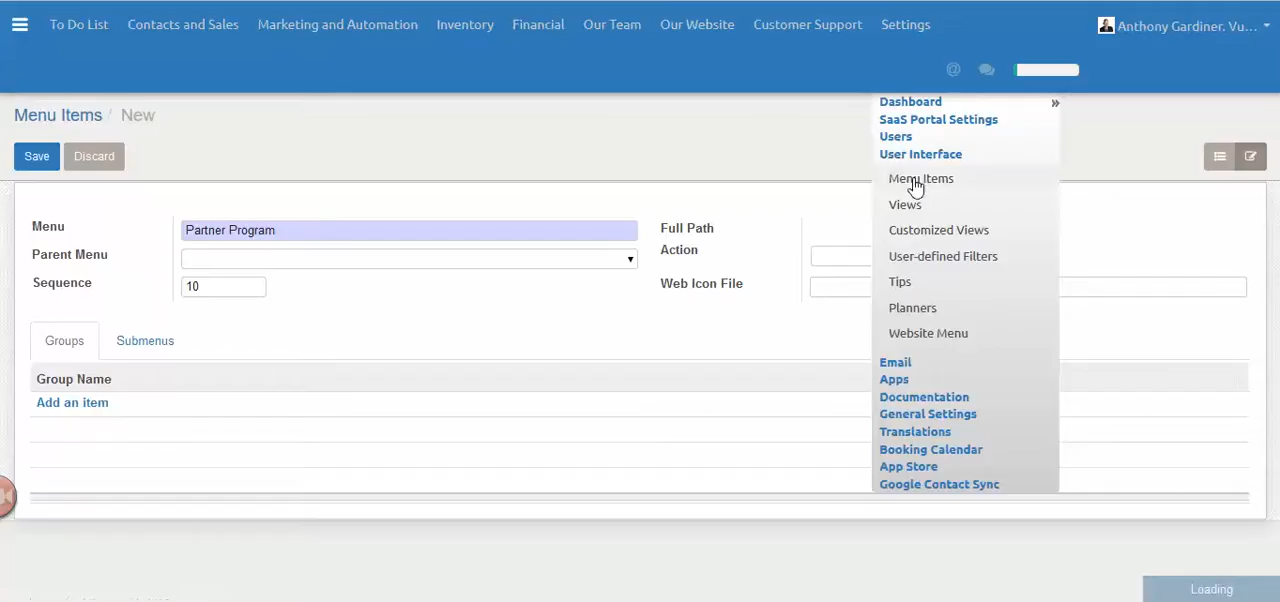 To Do List Contacts and Sales Marketing and Automation Inventory Financial Our Team Our Website Customer Support Settings Anthony Gardiner. Vu...
Menu Items / New
Save Discard
Menu Partner Program
Parent Menu
Sequence 10
Full Path
Action
Web Icon File
Groups Submenus
Group Name
Add an item
Dashboard »
SaaS Portal Settings
Users
User Interface
Menu Items
Views
Customized Views
User-defined Filters
Tips
Planners
Website Menu
Email
Apps
Documentation
General Settings
Translations
Booking Calendar
App Store
Google Contact Sync
Loading